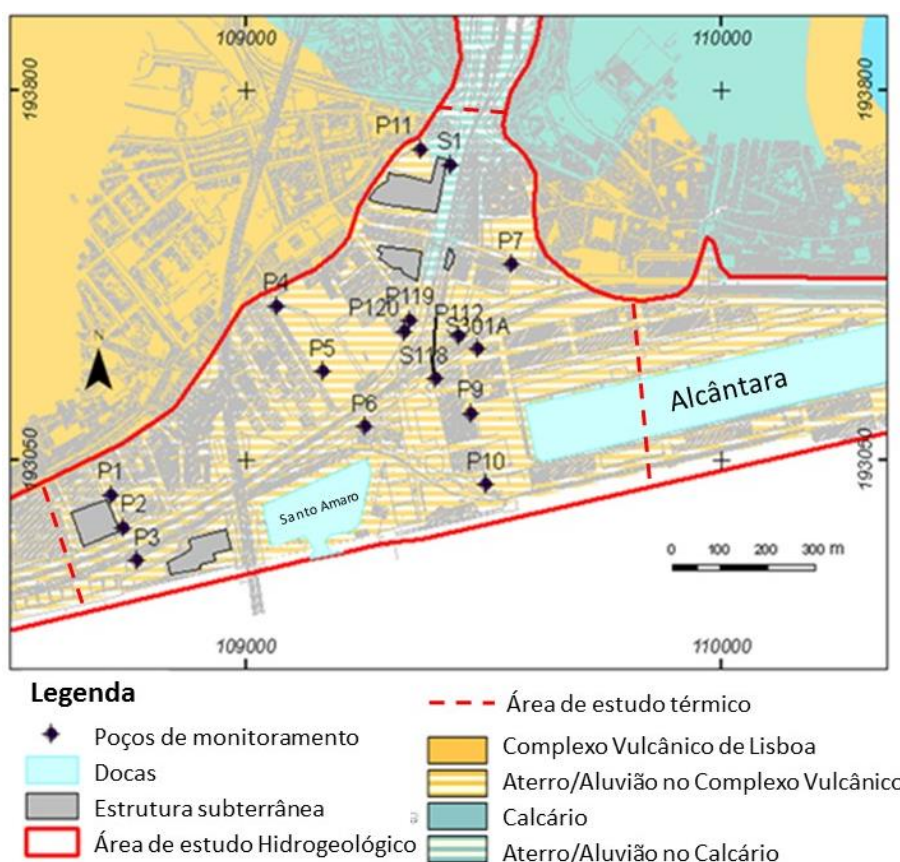 109000
110000
193800
193800
P11
S1
P7
P4
P119
P120
P112
S301A
P5
S118
Alcântara
P9
P6
193050
193050
P10
P1
Santo Amaro
P2
P3
0 100 200 300 m
N
109000
110000
Legenda
Poços de monitoramento
Docas
Estrutura subterrânea
Área de estudo Hidrogeológico
Área de estudo térmico
Complexo Vulcânico de Lisboa
Aterro/Aluvião no Complexo Vulcânico
Calcário
Aterro/Aluvião no Calcário